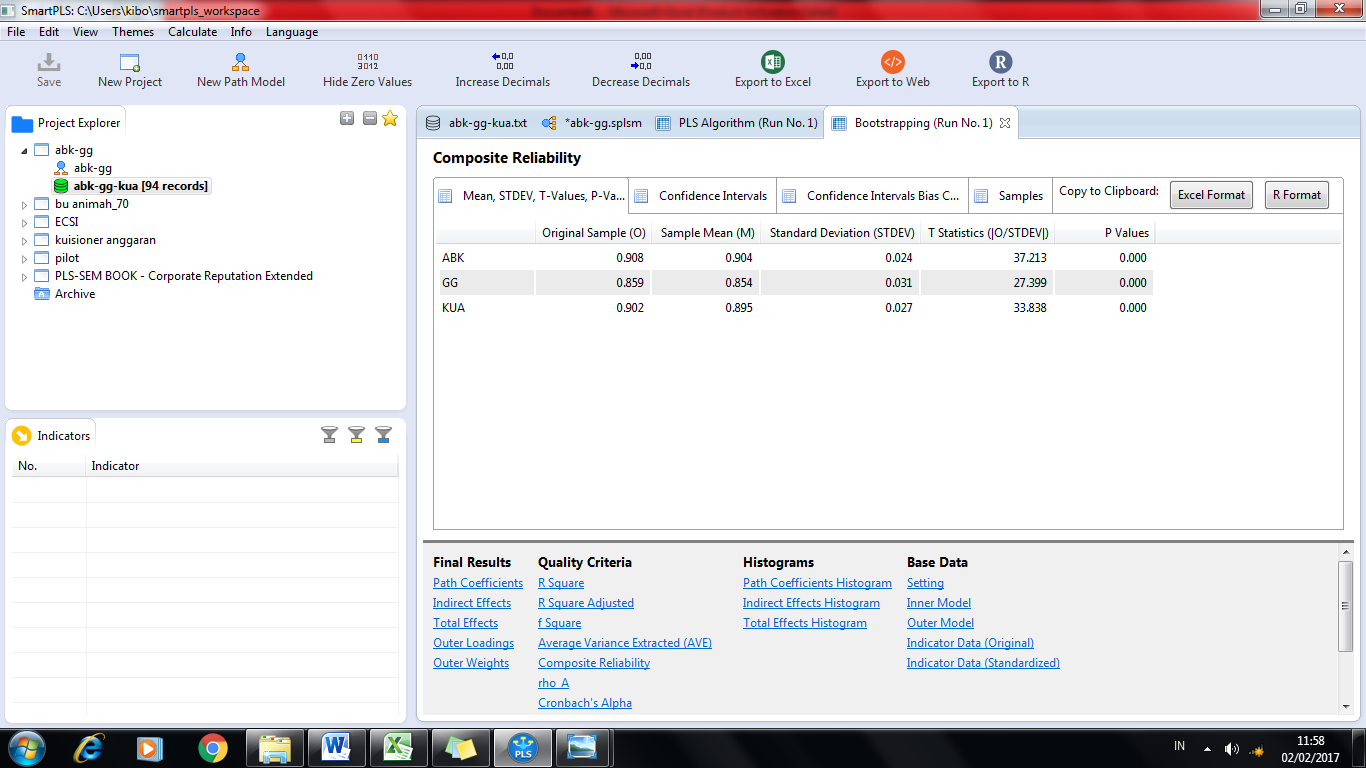 SmartPLS: C:\Users\kibo\smartpls_workspace
File Edit View Themes Calculate Info Language
0110 0,0 0,00
3012 0,00 0,0
Save New Project New Path Model Hide Zero Values Increase Decimals Decrease Decimals Export to Excel Export to Web Export to R
Project Explorer
abk-gg
abk-gg
abk-gg-kua [94 records]
bu animah_70
ECSI
kuisioner anggaran
pilot
PLS-SEM BOOK - Corporate Reputation Extended
Archive
Indicators
No. Indicator
abk-gg-kua.txt *abk-gg.splsm PLS Algorithm (Run No. 1) Bootstrapping (Run No. 1)
Composite Reliability
Mean, STDEV, T-Values, P-Va... Confidence Intervals Confidence Intervals Bias C... Samples Copy to Clipboard: Excel Format R Format
Original Sample (O) Sample Mean (M) Standard Deviation (STDEV) T Statistics (|O/STDEV|) P Values
ABK 0.908 0.904 0.024 37.213 0.000
GG 0.859 0.854 0.031 27.399 0.000
KUA 0.902 0.895 0.027 33.838 0.000
Final Results Quality Criteria Histograms Base Data
Path Coefficients R Square Path Coefficients Histogram Setting
Indirect Effects R Square Adjusted Indirect Effects Histogram Inner Model
Total Effects f Square Total Effects Histogram Outer Model
Outer Loadings Average Variance Extracted (AVE) Indicator Data (Original)
Outer Weights Composite Reliability Indicator Data (Standardized)
rho_A
Cronbach's Alpha
PLS
IN
11:58
02/02/2017